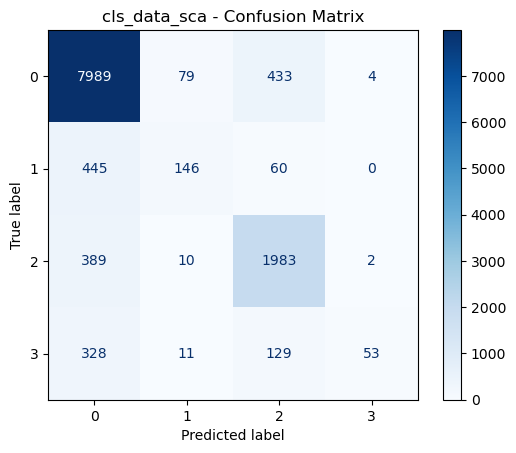 cls_data_sca - Confusion Matrix
0 7989 79 433 4
1 445 146 60 0
2 389 10 1983 2
3 328 11 129 53
0 1 2 3
Predicted label
True label
7000
6000
5000
4000
3000
2000
1000
0